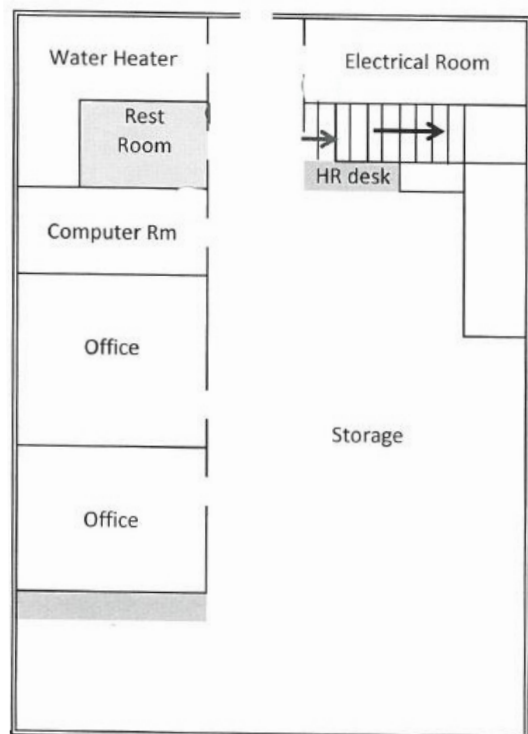 Water Heater
Electrical Room
Rest
Room
HR desk
Computer Rm
Office
Storage
Office